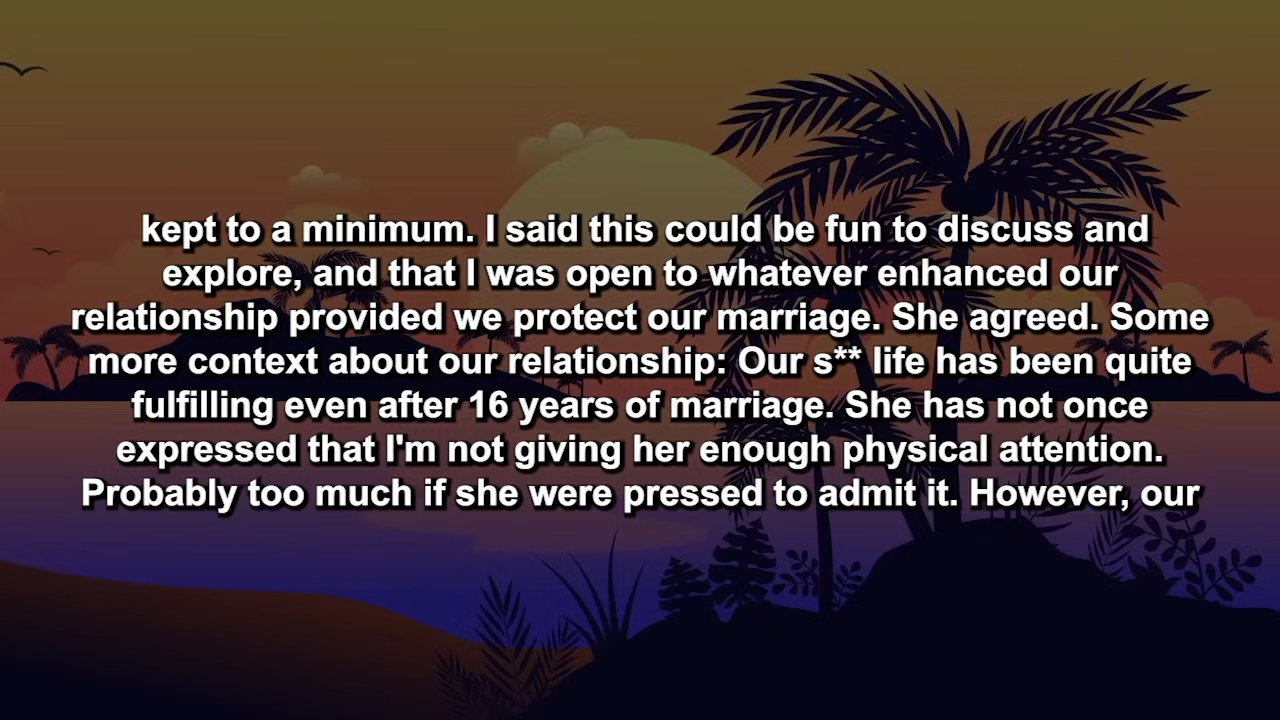 kept to a minimum. I said this could be fun to discuss and
explore, and that I was open to whatever enhanced our
relationship provided we protect our marriage. She agreed. Some
more context about our relationship: Our s** life has been quite
fulfilling even after 16 years of marriage. She has not once
expressed that I'm not giving her enough physical attention.
Probably too much if she were pressed to admit it. However, our